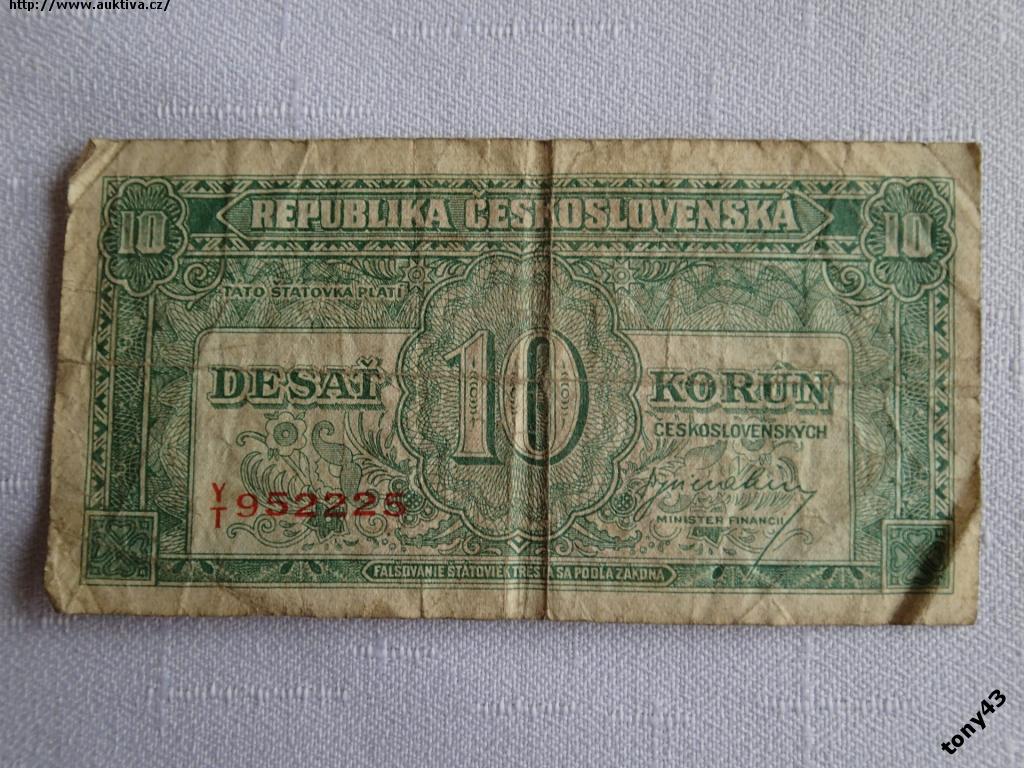 http://www.auktiva.cz/
10 REPUBLIKA ČESKOSLOVENSKÁ 10
TATO ŠTÁTOVKA PLATÍ
DESAŤ 10 KORÚN
ČESKOSLOVENSKÝCH
Y/T 952225
MINISTER FINANCIÍ
FALŠOVANIE ŠTÁTOVIEK TRESCE SA PODĽA ZÁKONA
tony43